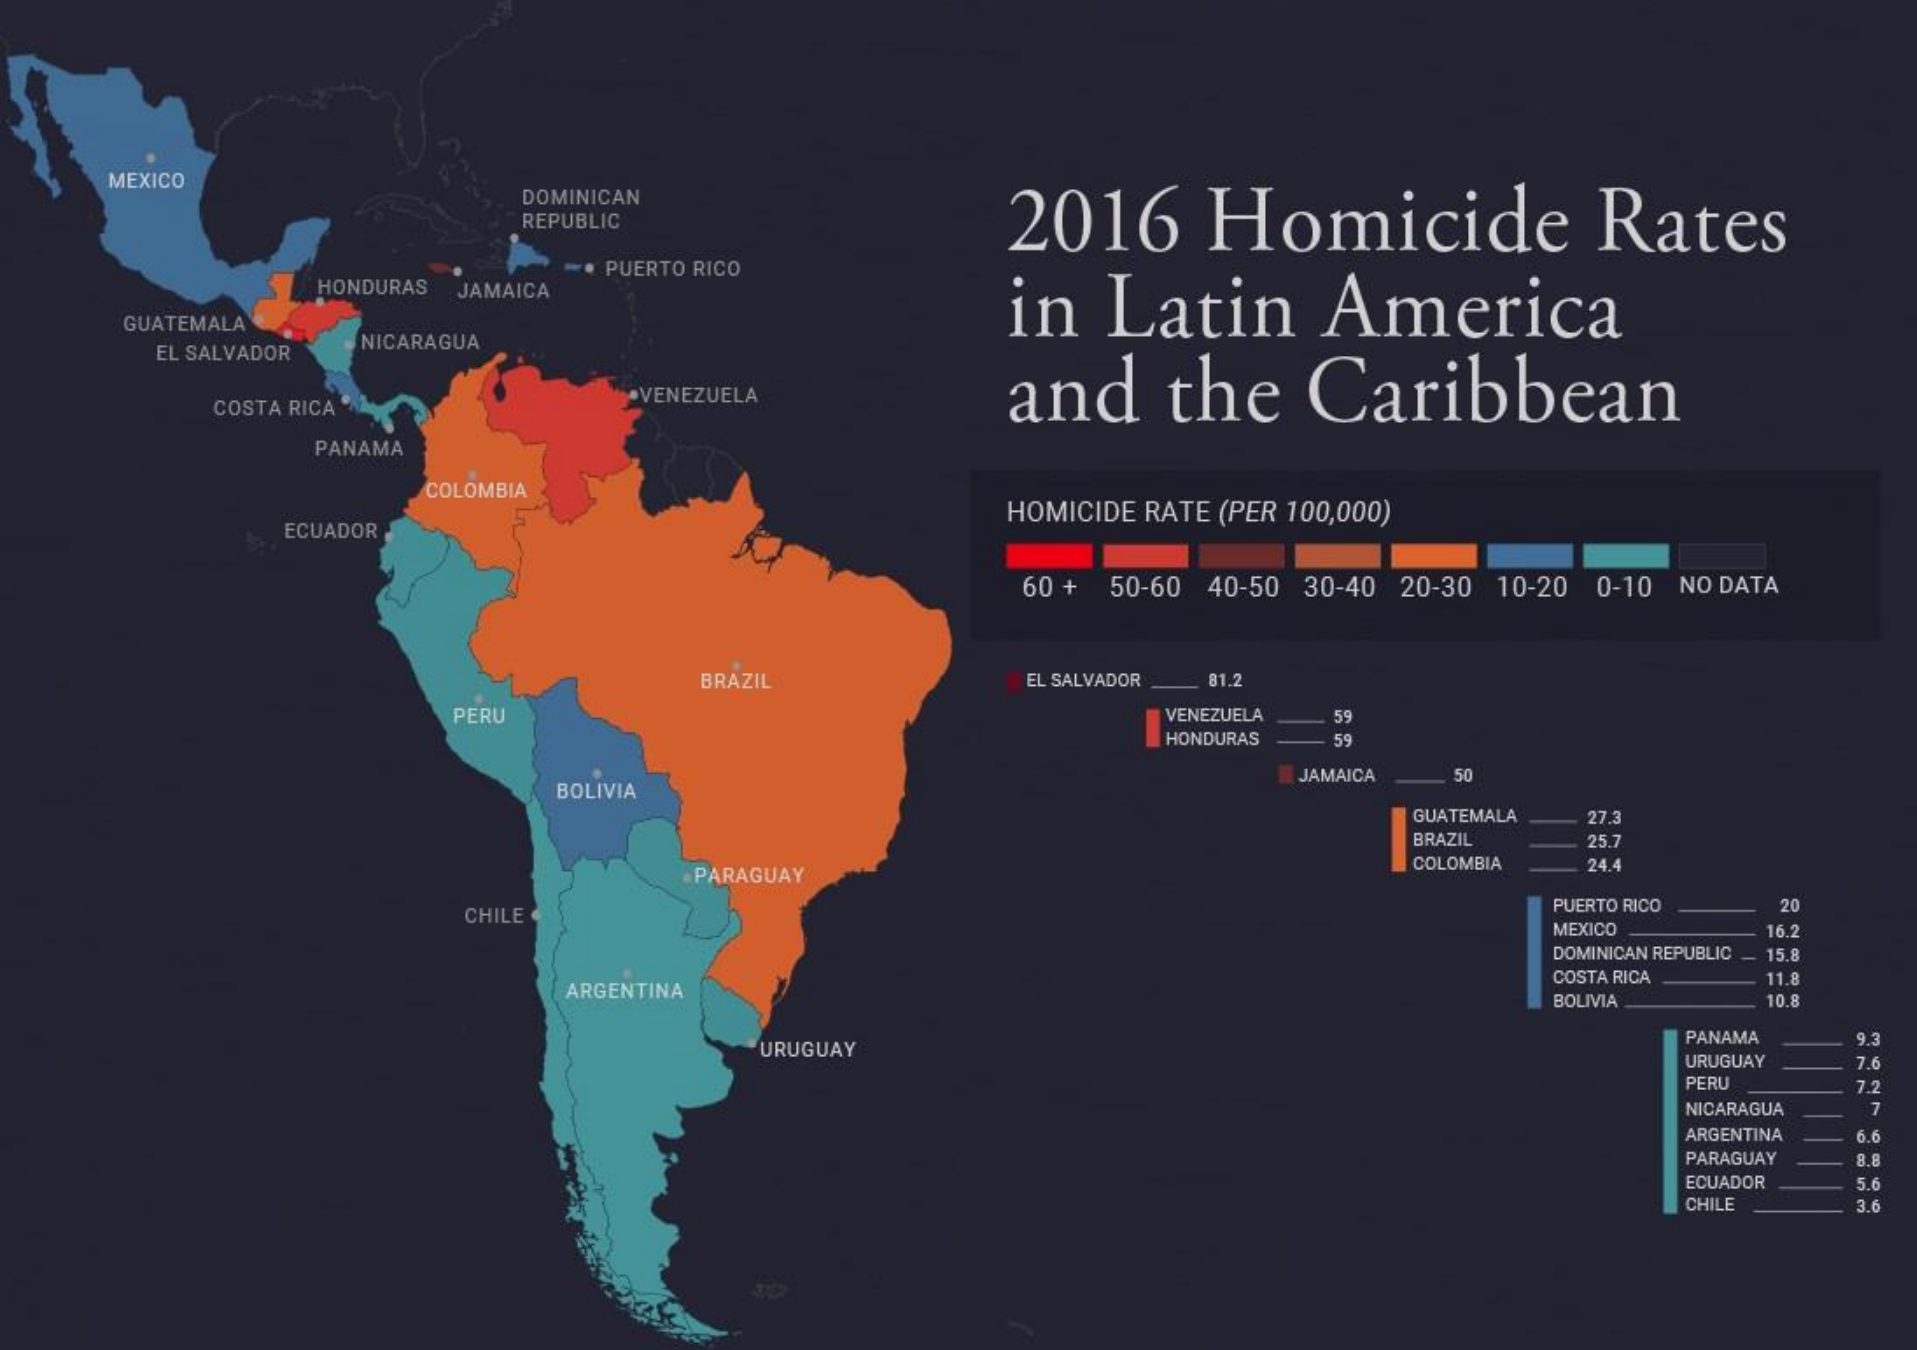 2016 Homicide Rates
in Latin America
and the Caribbean
HOMICIDE RATE (PER 100,000)
60 +
50-60
40-50
30-40
20-30
10-20
0-10
NO DATA
MEXICO
DOMINICAN
REPUBLIC
PUERTO RICO
HONDURAS
JAMAICA
GUATEMALA
EL SALVADOR
NICARAGUA
COSTA RICA
VENEZUELA
PANAMA
COLOMBIA
ECUADOR
BRAZIL
PERU
BOLIVIA
PARAGUAY
CHILE
ARGENTINA
URUGUAY
EL SALVADOR 81.2
VENEZUELA 59
HONDURAS 59
JAMAICA 50
GUATEMALA 27.3
BRAZIL 25.7
COLOMBIA 24.4
PUERTO RICO 20
MEXICO 16.2
DOMINICAN REPUBLIC 15.8
COSTA RICA 11.8
BOLIVIA 10.8
PANAMA 9.3
URUGUAY 7.6
PERU 7.2
NICARAGUA 7
ARGENTINA 6.6
PARAGUAY 8.8
ECUADOR 5.6
CHILE 3.6